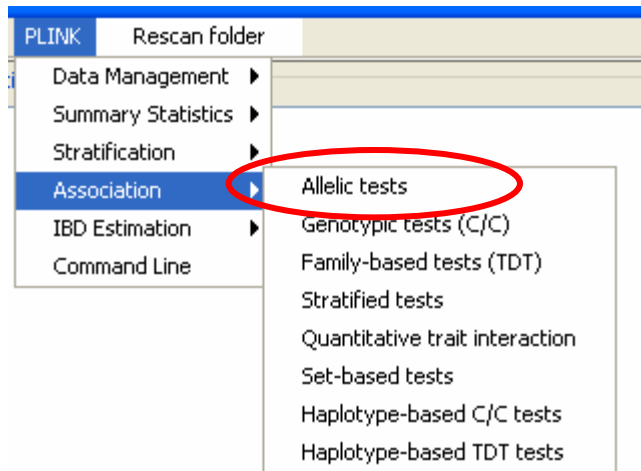 PLINK Rescan folder
Data Management
Summary Statistics
Stratification
Association
IBD Estimation
Command Line
Allelic tests
Genotypic tests (C/C)
Family-based tests (TDT)
Stratified tests
Quantitative trait interaction
Set-based tests
Haplotype-based C/C tests
Haplotype-based TDT tests